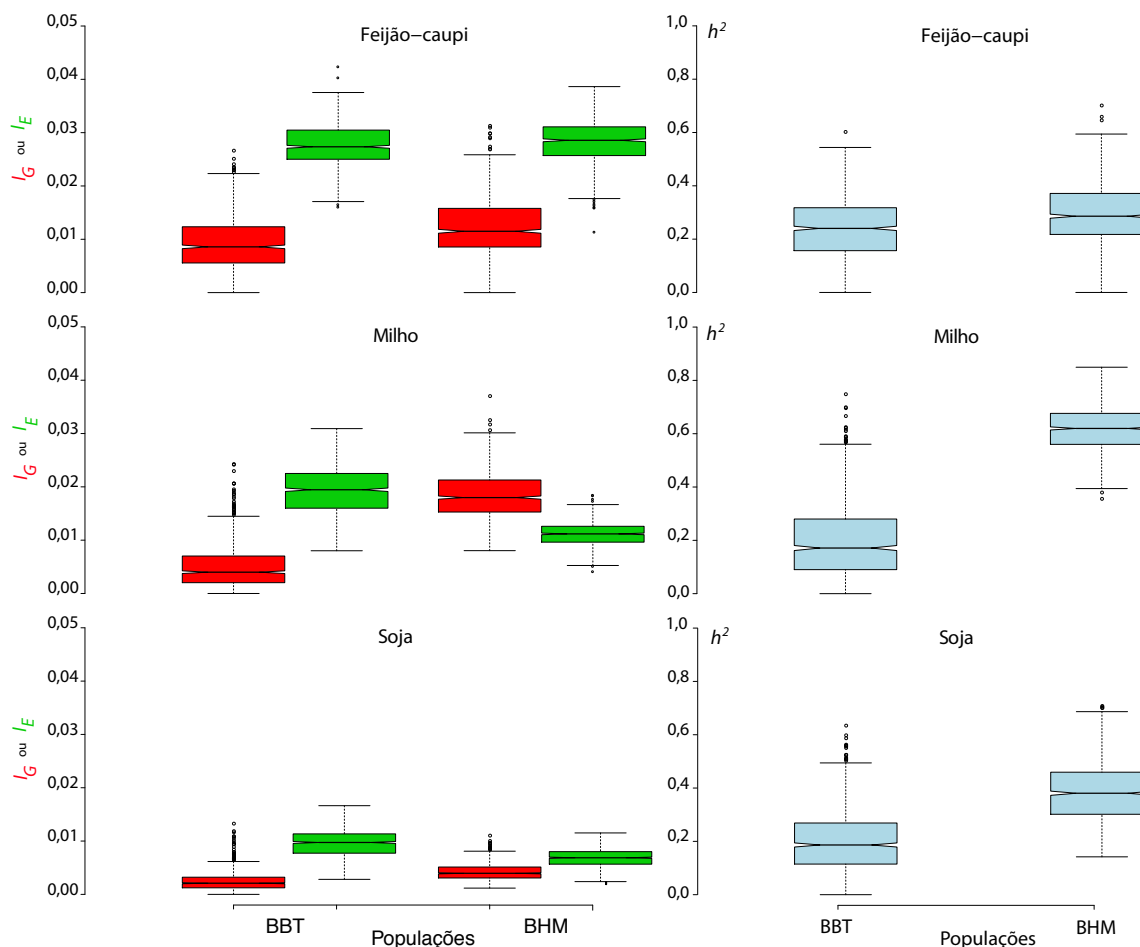 0,05
Feijão–caupi
0,04
0,03
0,02
0,01
0,00
I_G ou I_E
1,0
h²
Feijão–caupi
0,8
0,6
0,4
0,2
0,0
0,05
Milho
0,04
0,03
0,02
0,01
0,00
I_G ou I_E
1,0
h²
Milho
0,8
0,6
0,4
0,2
0,0
0,05
Soja
0,04
0,03
0,02
0,01
0,00
I_G ou I_E
1,0
h²
Soja
0,8
0,6
0,4
0,2
0,0
BBT
BHM
Populações
BBT
BHM
Populações